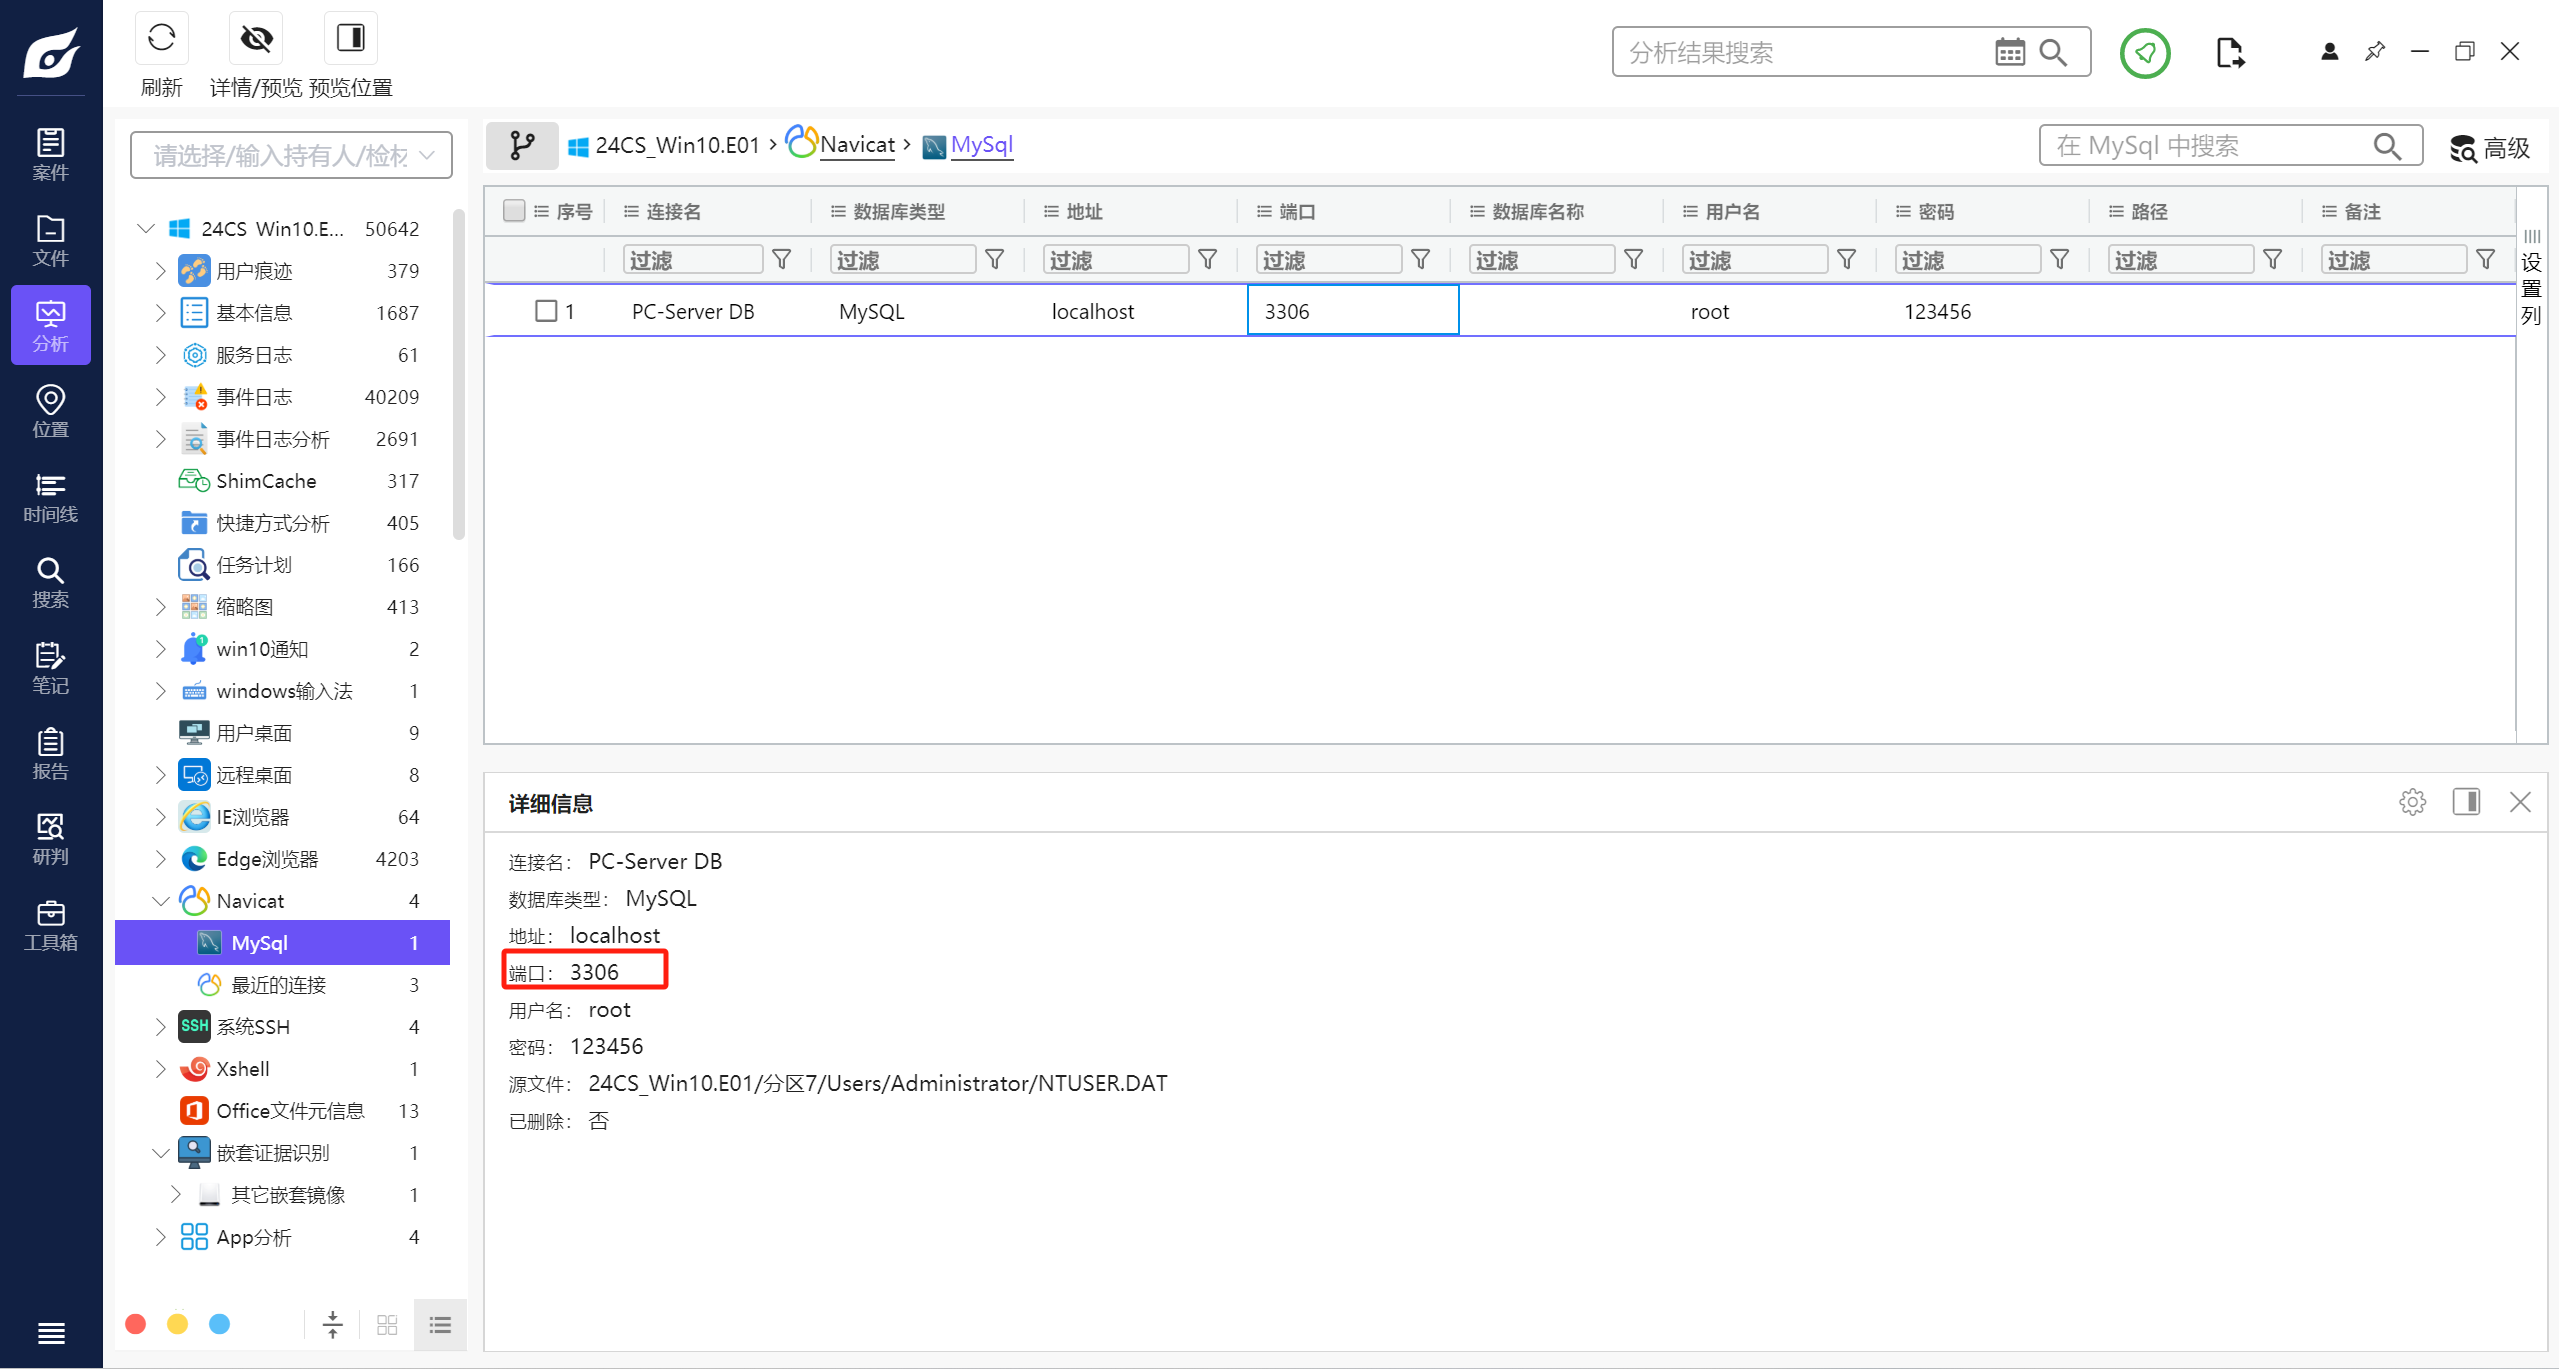 刷新
详情/预览
预览位置
分析结果搜索
案件
文件
分析
位置
时间线
搜索
笔记
报告
研判
工具箱
请选择/输入持有人/检材
24CS_Win10.E... 50642
用户痕迹 379
基本信息 1687
服务日志 61
事件日志 40209
事件日志分析 2691
ShimCache 317
快捷方式分析 405
任务计划 166
缩略图 413
win10通知 2
windows输入法 1
用户桌面 9
远程桌面 8
IE浏览器 64
Edge浏览器 4203
Navicat 4
MySql 1
最近的连接 3
SSH 系统SSH 4
Xshell 1
Office文件元信息 13
嵌套证据识别 1
其它嵌套镜像 1
App分析 4
24CS_Win10.E01 › Navicat › MySql
在 MySql 中搜索
高级
序号 连接名 数据库类型 地址 端口 数据库名称 用户名 密码 路径 备注
过滤 过滤 过滤 过滤 过滤 过滤 过滤 过滤 过滤
1 PC-Server DB MySQL localhost 3306 root 123456
设置列
详细信息
连接名: PC-Server DB
数据库类型: MySQL
地址: localhost
端口: 3306
用户名: root
密码: 123456
源文件: 24CS_Win10.E01/分区7/Users/Administrator/NTUSER.DAT
已删除: 否